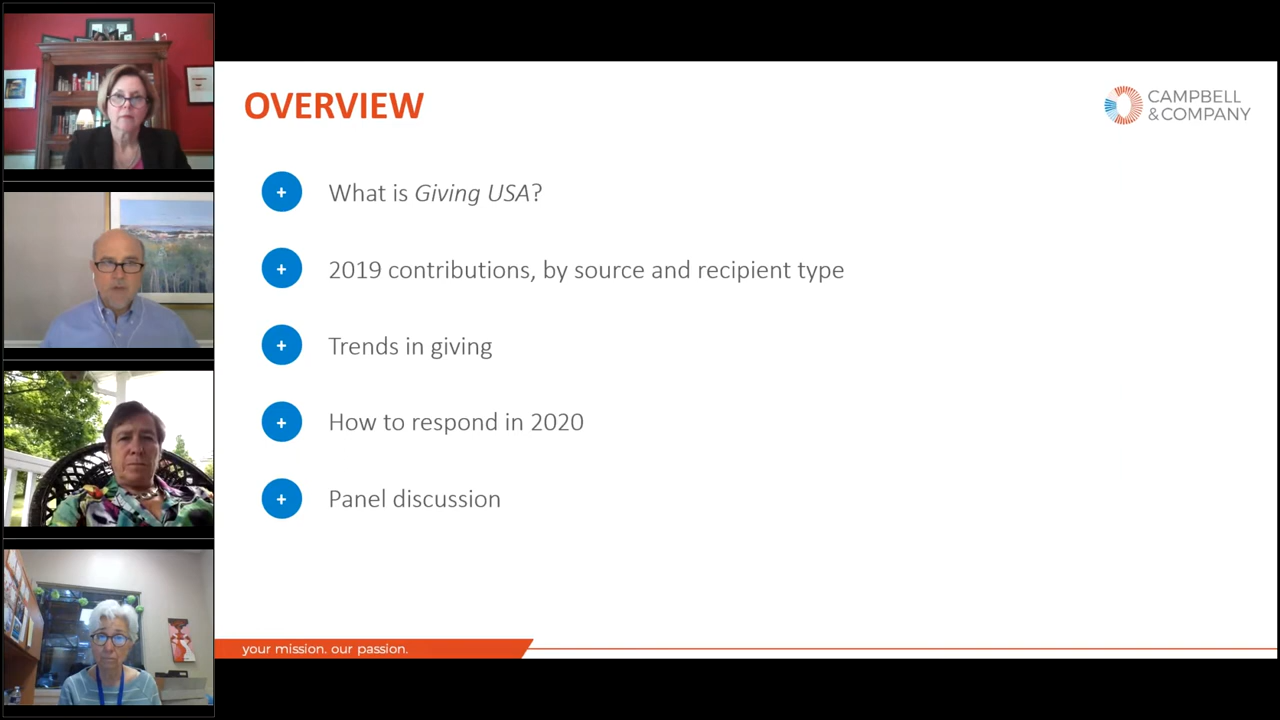 OVERVIEW
CAMPBELL
& COMPANY
+ What is Giving USA?
+ 2019 contributions, by source and recipient type
+ Trends in giving
+ How to respond in 2020
+ Panel discussion
your mission. our passion.